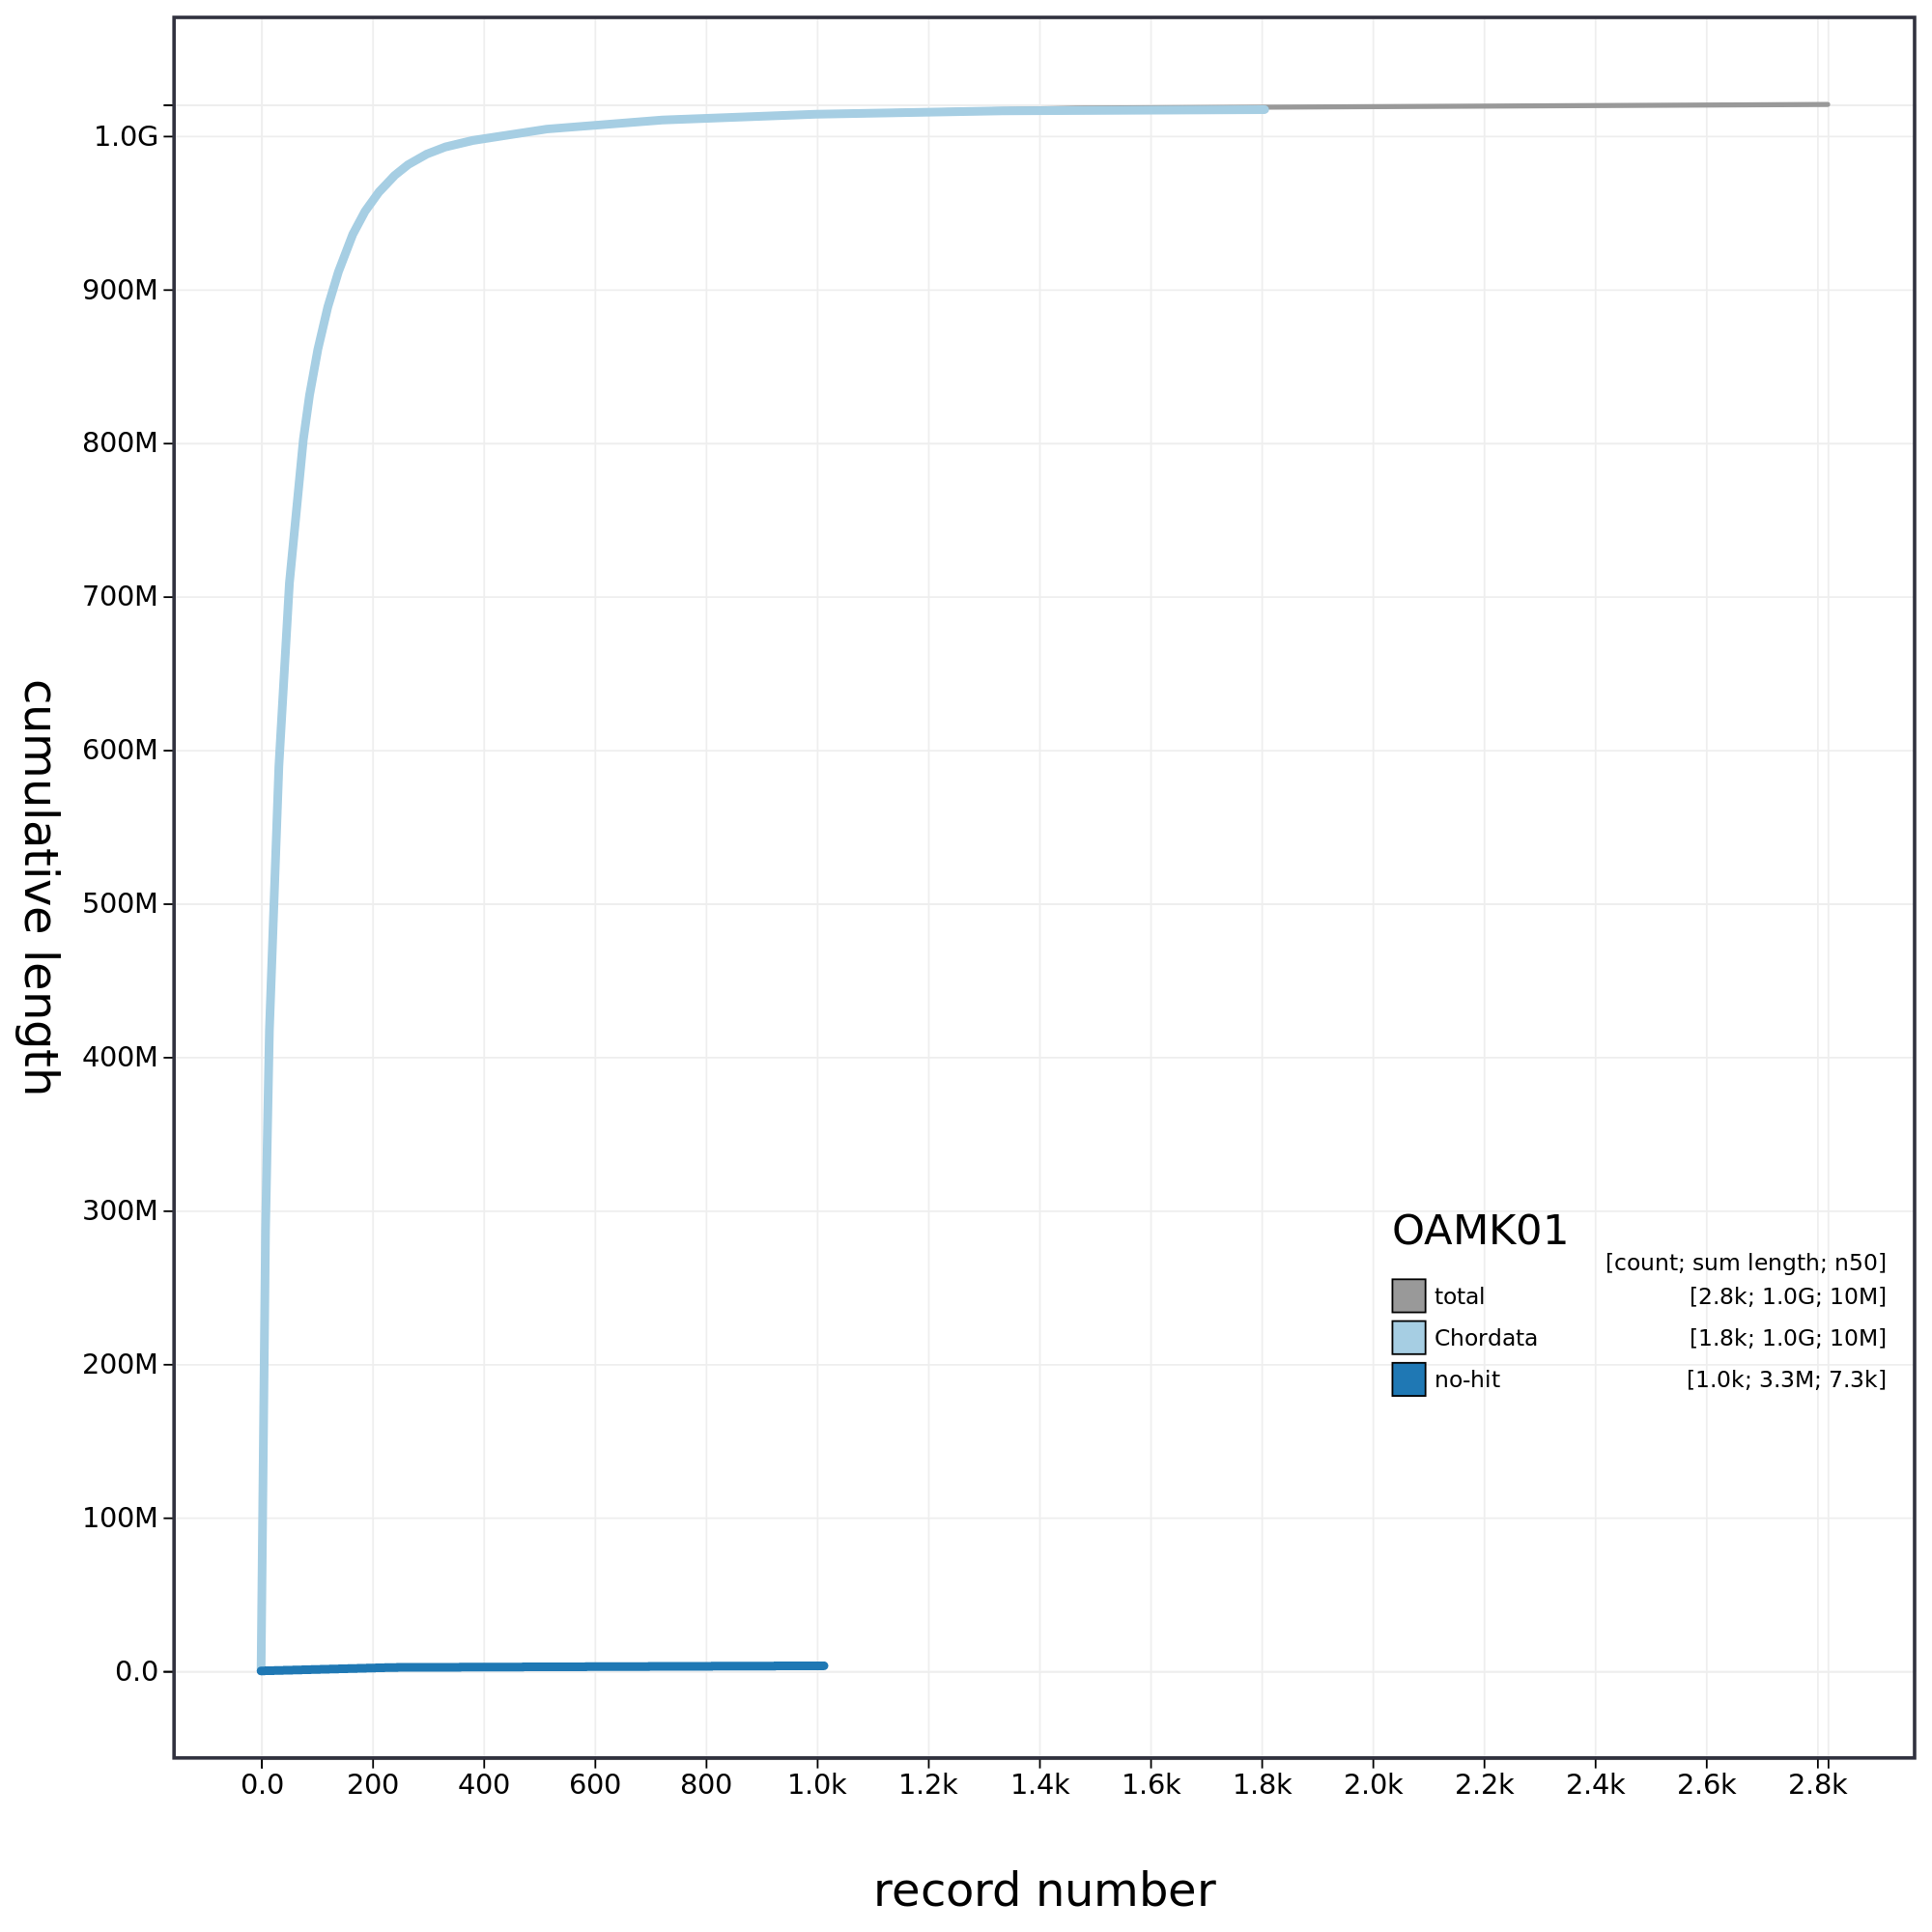 1.0G
900M
800M
700M
600M
500M
400M
300M
200M
100M
0.0
cumulative length
OAMK01
[count; sum length; n50]
total [2.8k; 1.0G; 10M]
Chordata [1.8k; 1.0G; 10M]
no-hit [1.0k; 3.3M; 7.3k]
0.0 200 400 600 800 1.0k 1.2k 1.4k 1.6k 1.8k 2.0k 2.2k 2.4k 2.6k 2.8k
record number